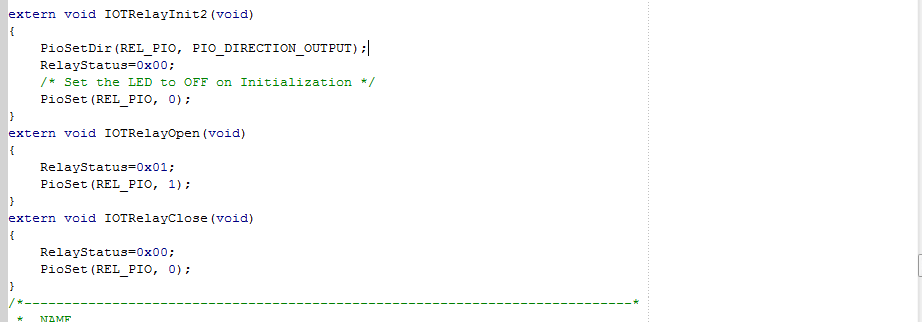 extern void IOTRelayInit2(void)
{
    PioSetDir(REL_PIO, PIO_DIRECTION_OUTPUT);
    RelayStatus=0x00;
    /* Set the LED to OFF on Initialization */
    PioSet(REL_PIO, 0);
}
extern void IOTRelayOpen(void)
{
    RelayStatus=0x01;
    PioSet(REL_PIO, 1);
}
extern void IOTRelayClose(void)
{
    RelayStatus=0x00;
    PioSet(REL_PIO, 0);
}
/*----------------------------------------------------------------------------*
 *  NAME